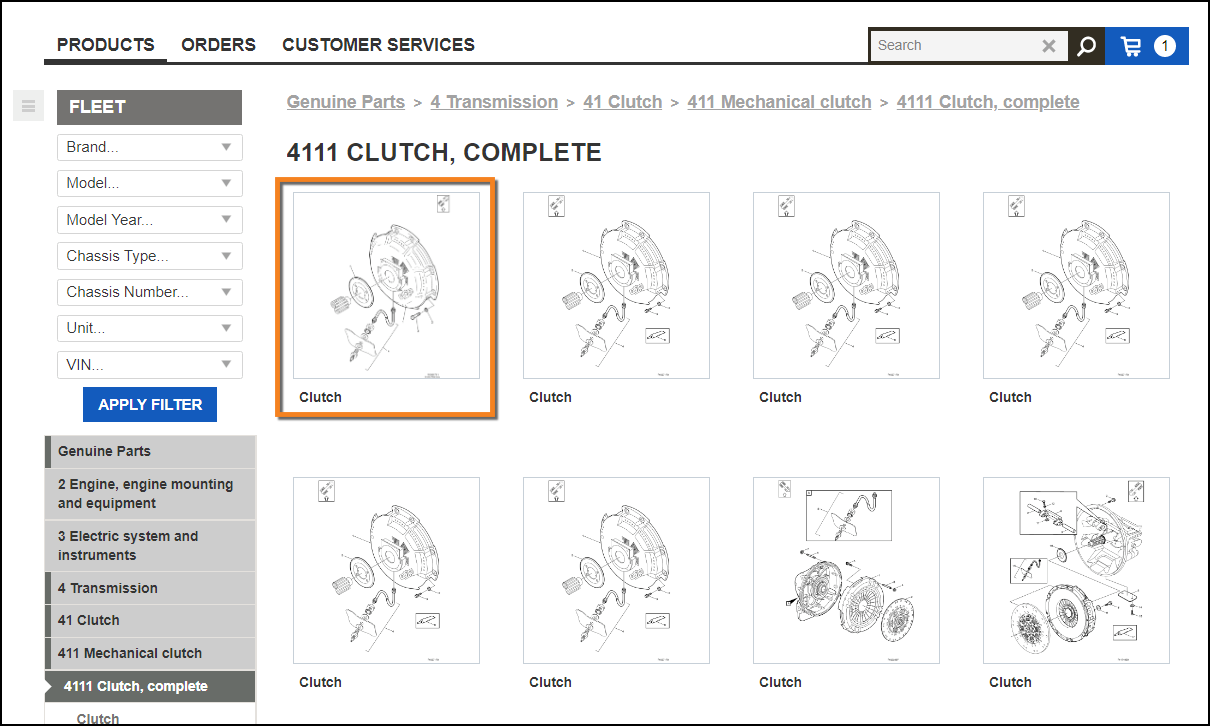 PRODUCTS ORDERS CUSTOMER SERVICES
Search
1
FLEET
Brand...
Model...
Model Year...
Chassis Type...
Chassis Number...
Unit...
VIN...
APPLY FILTER
Genuine Parts
2 Engine, engine mounting
and equipment
3 Electric system and
instruments
4 Transmission
41 Clutch
411 Mechanical clutch
4111 Clutch, complete
Clutch
Genuine Parts > 4 Transmission > 41 Clutch > 411 Mechanical clutch > 4111 Clutch, complete
4111 CLUTCH, COMPLETE
Clutch
Clutch
Clutch
Clutch
Clutch
Clutch
Clutch
Clutch